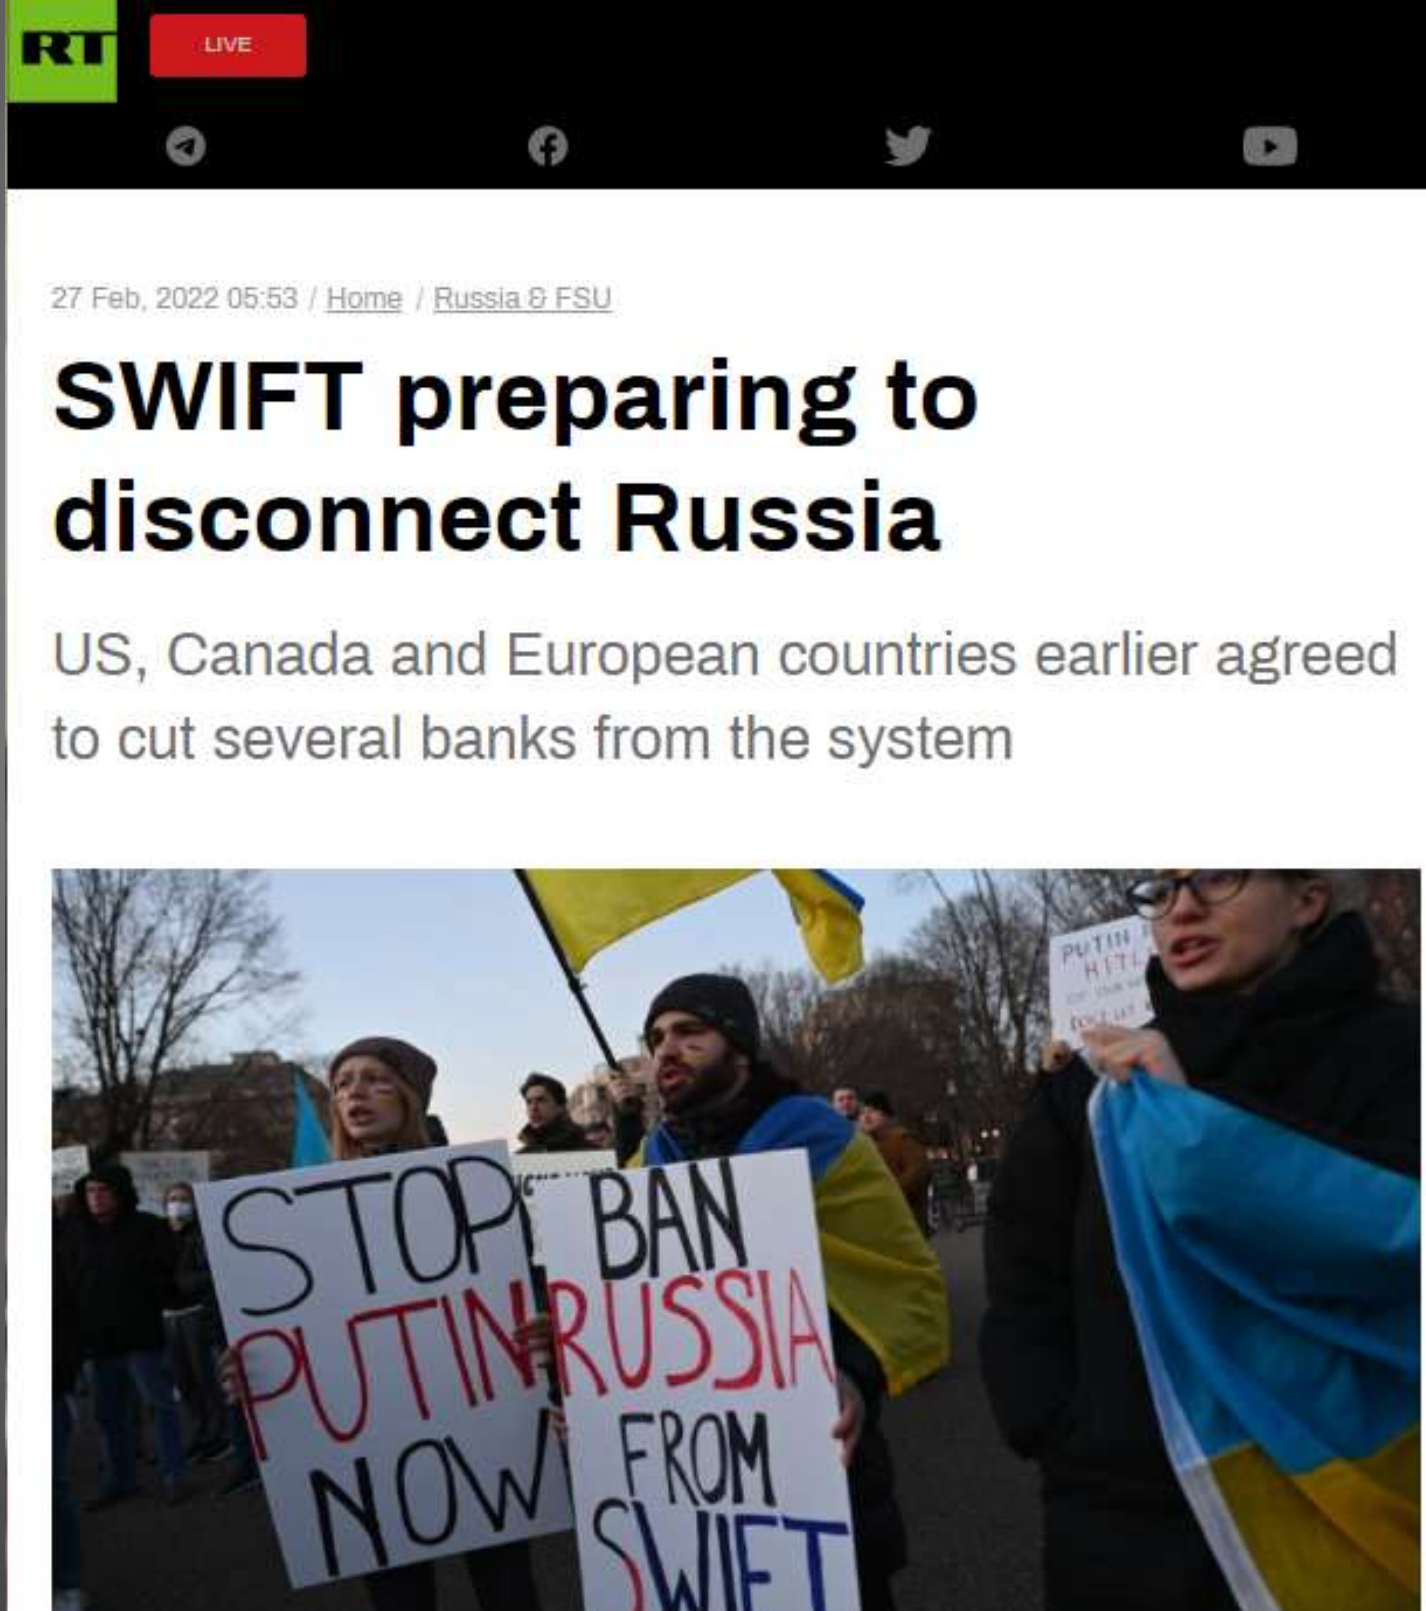 RT
LIVE
27 Feb, 2022 05:53 / Home / Russia & FSU
SWIFT preparing to
disconnect Russia
US, Canada and European countries earlier agreed
to cut several banks from the system
PUTIN
STOP
PUTIN
NOW
BAN
RUSSIA
FROM
SWIFT